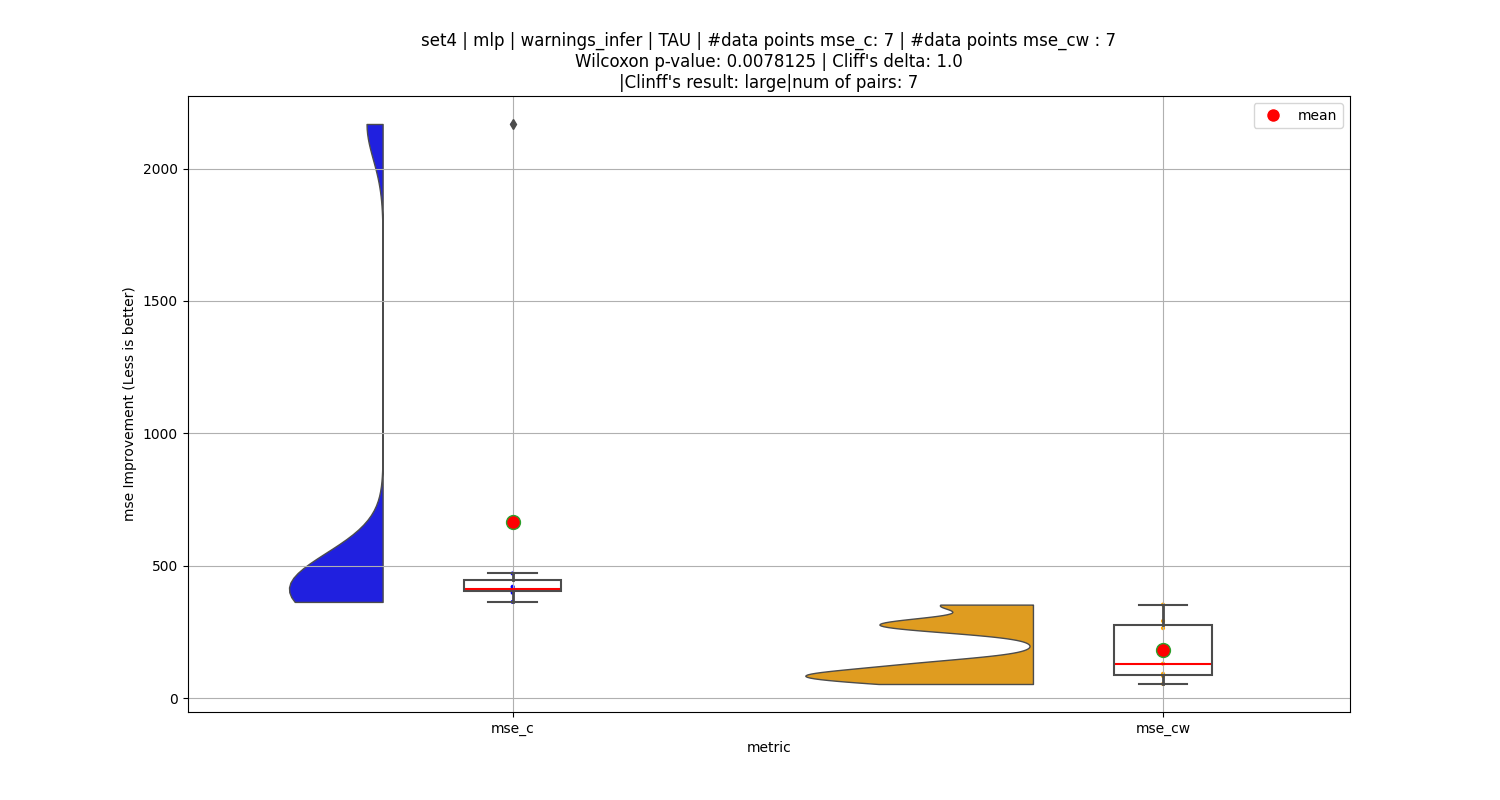 set4 | mlp | warnings_infer | TAU | #data points mse_c: 7 | #data points mse_cw : 7
Wilcoxon p-value: 0.0078125 | Cliff's delta: 1.0
|Clinff's result: large|num of pairs: 7
mean
2000
1500
1000
500
0
mse Improvement (Less is better)
mse_c
mse_cw
metric